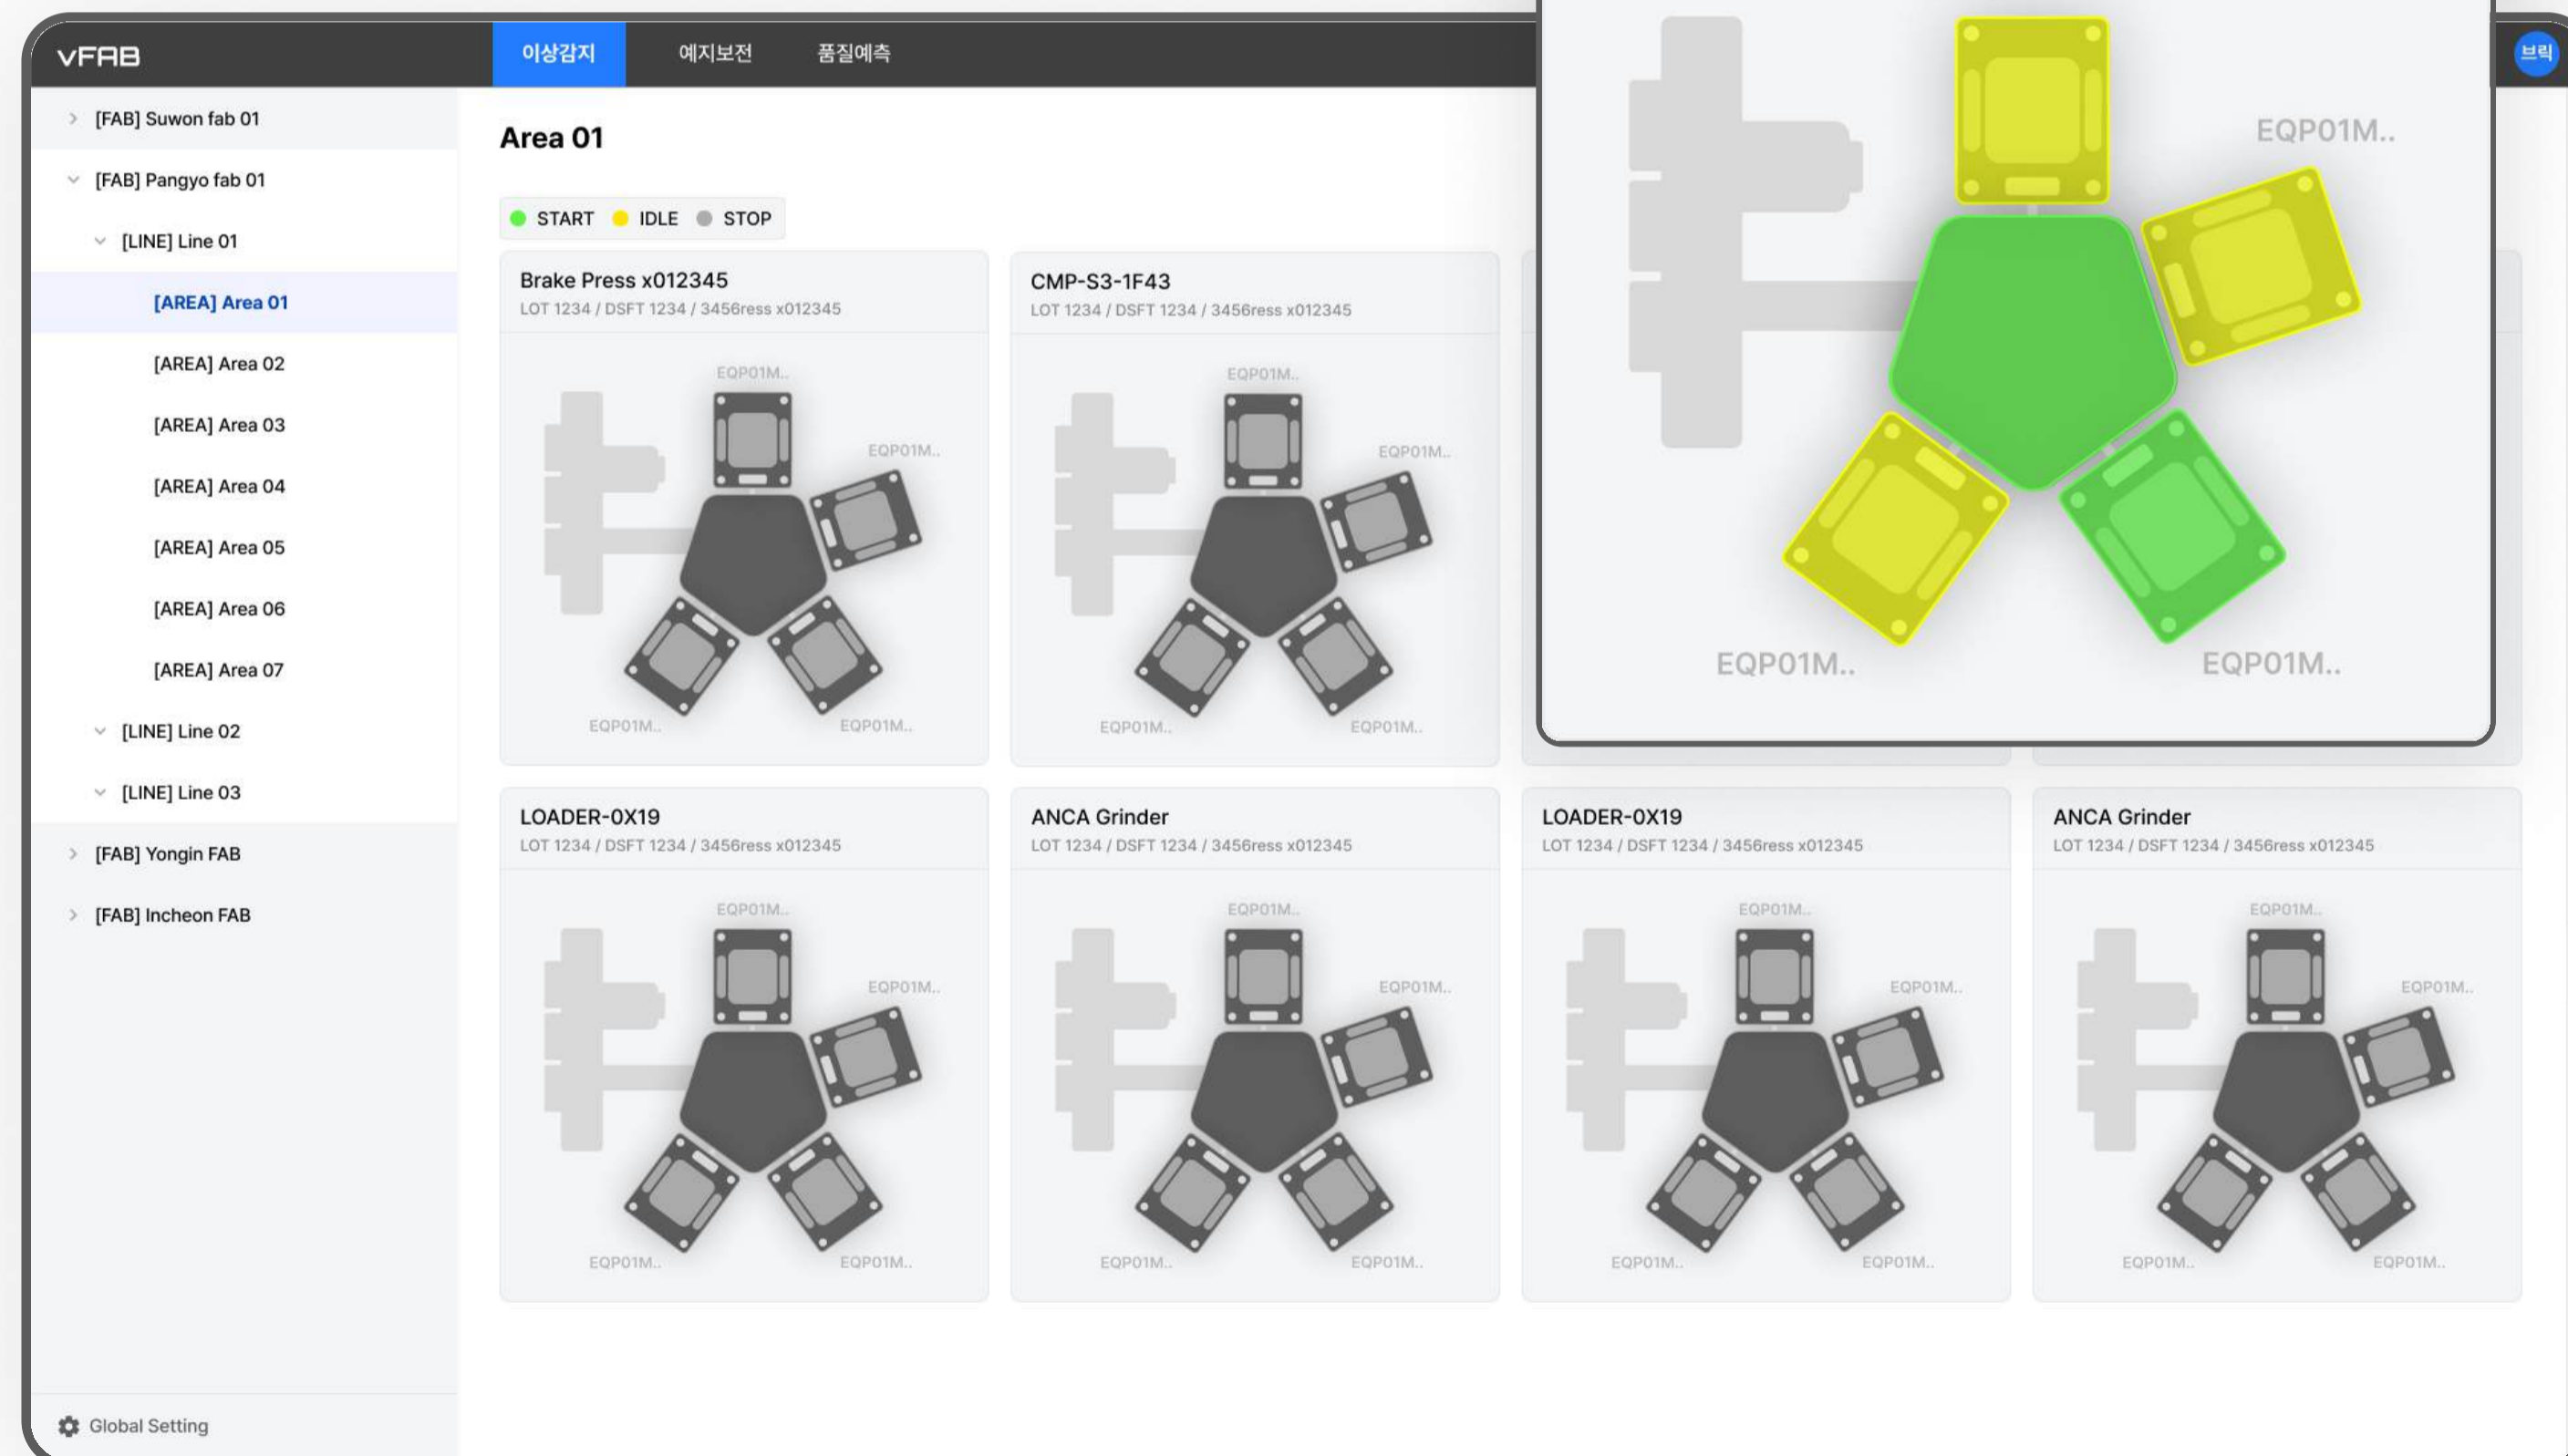 vFAB
이상감지 예지보전 품질예측
브릭
[FAB] Suwon fab 01
[FAB] Pangyo fab 01
[LINE] Line 01
[AREA] Area 01
[AREA] Area 02
[AREA] Area 03
[AREA] Area 04
[AREA] Area 05
[AREA] Area 06
[AREA] Area 07
[LINE] Line 02
[LINE] Line 03
[FAB] Yongin FAB
[FAB] Incheon FAB
Global Setting
Area 01
START IDLE STOP
Brake Press x012345
LOT 1234 / DSFT 1234 / 3456ress x012345
EQP01M..
EQP01M..
EQP01M..
EQP01M..
CMP-S3-1F43
LOT 1234 / DSFT 1234 / 3456ress x012345
EQP01M..
EQP01M..
EQP01M..
EQP01M..
EQP01M..
EQP01M..
EQP01M..
LOADER-0X19
LOT 1234 / DSFT 1234 / 3456ress x012345
EQP01M..
EQP01M..
EQP01M..
EQP01M..
ANCA Grinder
LOT 1234 / DSFT 1234 / 3456ress x012345
EQP01M..
EQP01M..
EQP01M..
EQP01M..
LOADER-0X19
LOT 1234 / DSFT 1234 / 3456ress x012345
EQP01M..
EQP01M..
EQP01M..
EQP01M..
ANCA Grinder
LOT 1234 / DSFT 1234 / 3456ress x012345
EQP01M..
EQP01M..
EQP01M..
EQP01M..